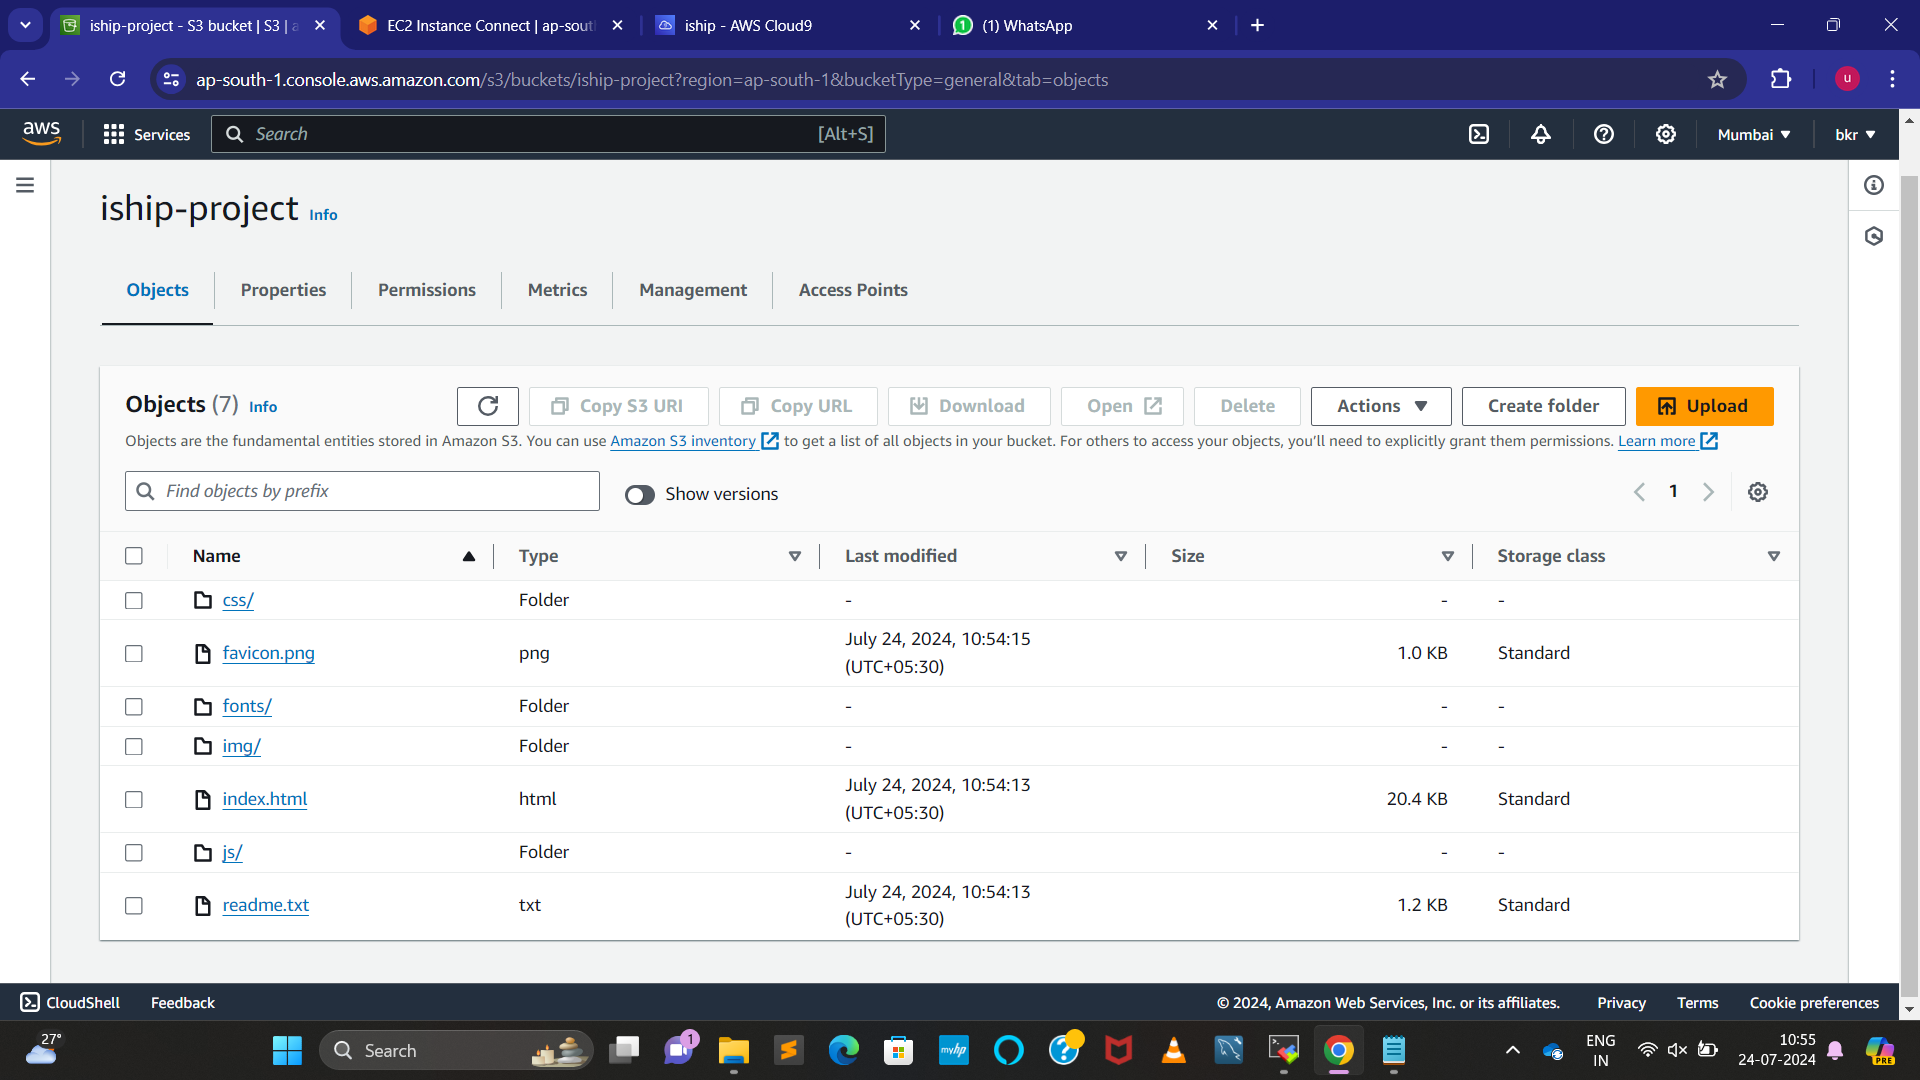 iship-project - S3 bucket | S3 | a
EC2 Instance Connect | ap-sout
iship - AWS Cloud9
(1) WhatsApp
ap-south-1.console.aws.amazon.com/s3/buckets/iship-project?region=ap-south-1&bucketType=general&tab=objects
u
aws
Services
Search
[Alt+S]
Mumbai
bkr
iship-project Info
Objects
Properties
Permissions
Metrics
Management
Access Points
Objects (7) Info
Copy S3 URI
Copy URL
Download
Open
Delete
Actions
Create folder
Upload
Objects are the fundamental entities stored in Amazon S3. You can use Amazon S3 inventory to get a list of all objects in your bucket. For others to access your objects, you'll need to explicitly grant them permissions. Learn more
Find objects by prefix
Show versions
1
Name Type Last modified Size Storage class
css/ Folder - - -
favicon.png png July 24, 2024, 10:54:15 (UTC+05:30) 1.0 KB Standard
fonts/ Folder - - -
img/ Folder - - -
index.html html July 24, 2024, 10:54:13 (UTC+05:30) 20.4 KB Standard
js/ Folder - - -
readme.txt txt July 24, 2024, 10:54:13 (UTC+05:30) 1.2 KB Standard
CloudShell
Feedback
© 2024, Amazon Web Services, Inc. or its affiliates.
Privacy
Terms
Cookie preferences
27°
Search
1
myhp
ENG
IN
10:55
24-07-2024
PRE